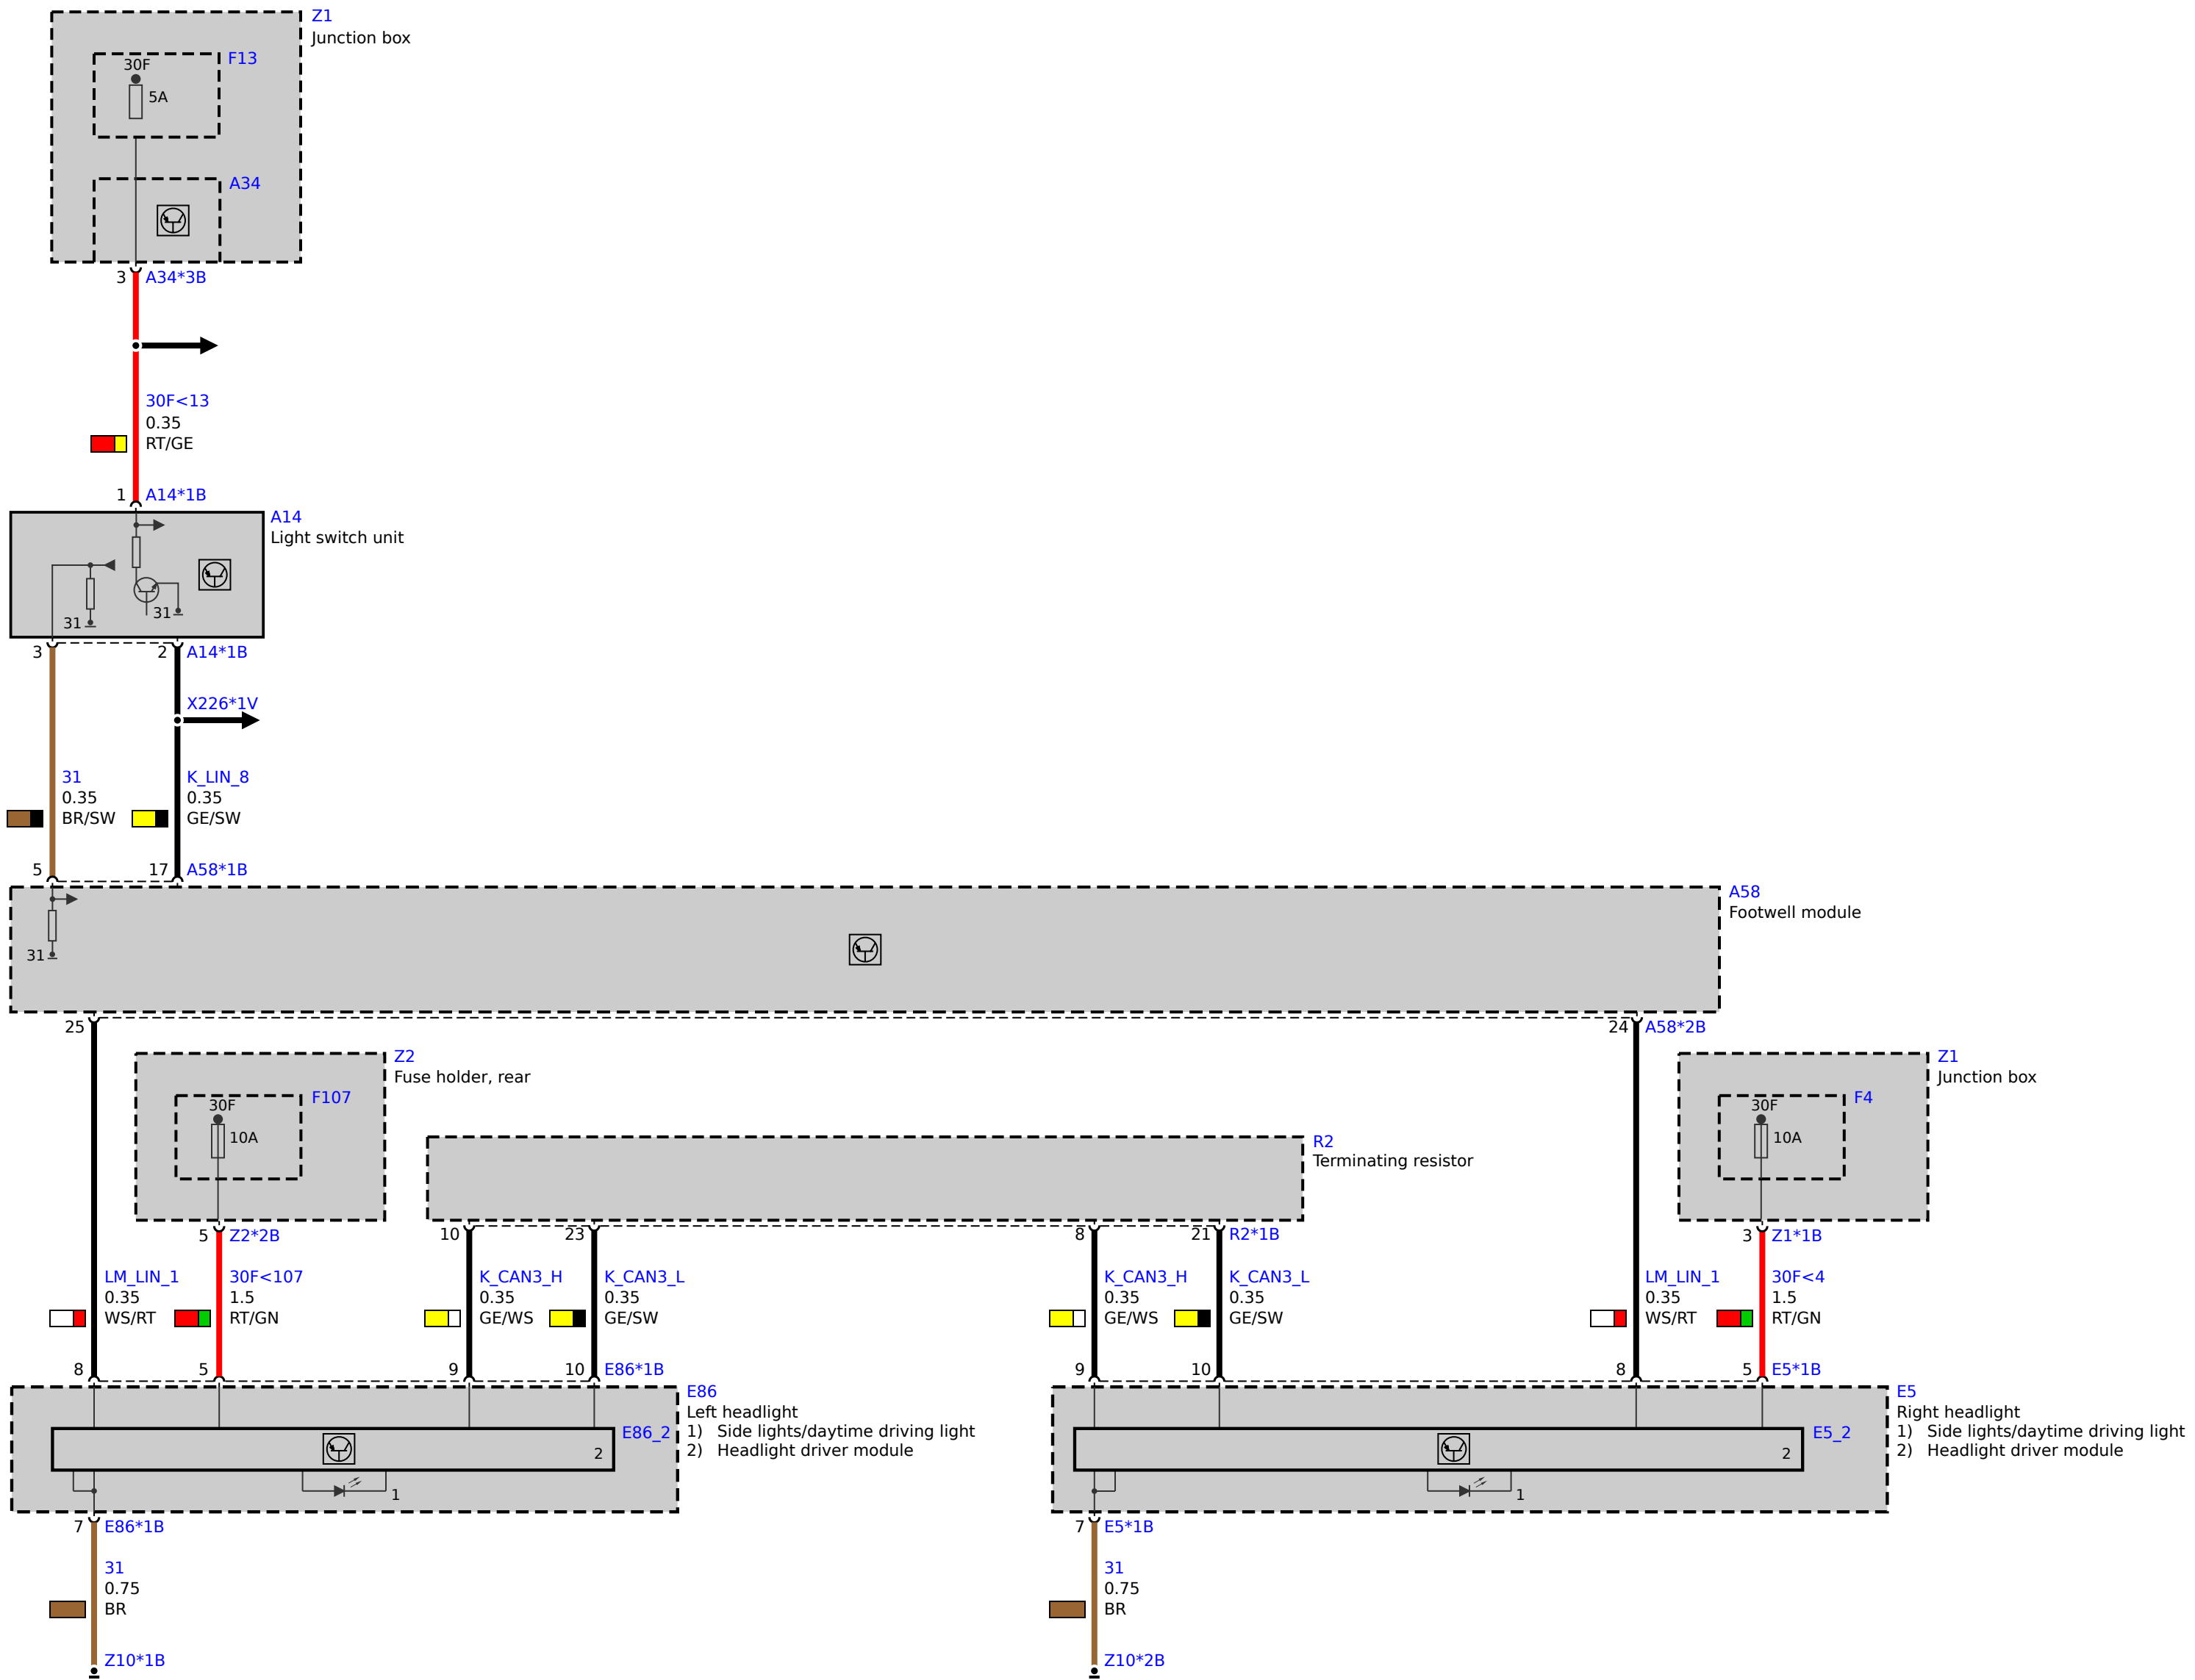 Z1
Junction box
F13
30F
5A
A34
3 A34*3B
30F<13
0.35
RT/GE
1 A14*1B
A14
Light switch unit
31
31
3 2 A14*1B
X226*1V
31 K_LIN_8
0.35 0.35
BR/SW GE/SW
5 17 A58*1B
A58
Footwell module
31
25 24 A58*2B
Z2
Fuse holder, rear
F107
30F
10A
Z1
Junction box
F4
30F
10A
R2
Terminating resistor
5 Z2*2B 10 23 8 21 R2*1B 3 Z1*1B
LM_LIN_1 30F<107 K_CAN3_H K_CAN3_L K_CAN3_H K_CAN3_L LM_LIN_1 30F<4
0.35 1.5 0.35 0.35 0.35 0.35 0.35 1.5
WS/RT RT/GN GE/WS GE/SW GE/WS GE/SW WS/RT RT/GN
8 5 9 10 E86*1B 9 10 8 5 E5*1B
E86
Left headlight
1) Side lights/daytime driving light
2) Headlight driver module
E86_2
2
1
E5
Right headlight
1) Side lights/daytime driving light
2) Headlight driver module
E5_2
2
1
7 E86*1B 7 E5*1B
31 31
0.75 0.75
BR BR
Z10*1B Z10*2B